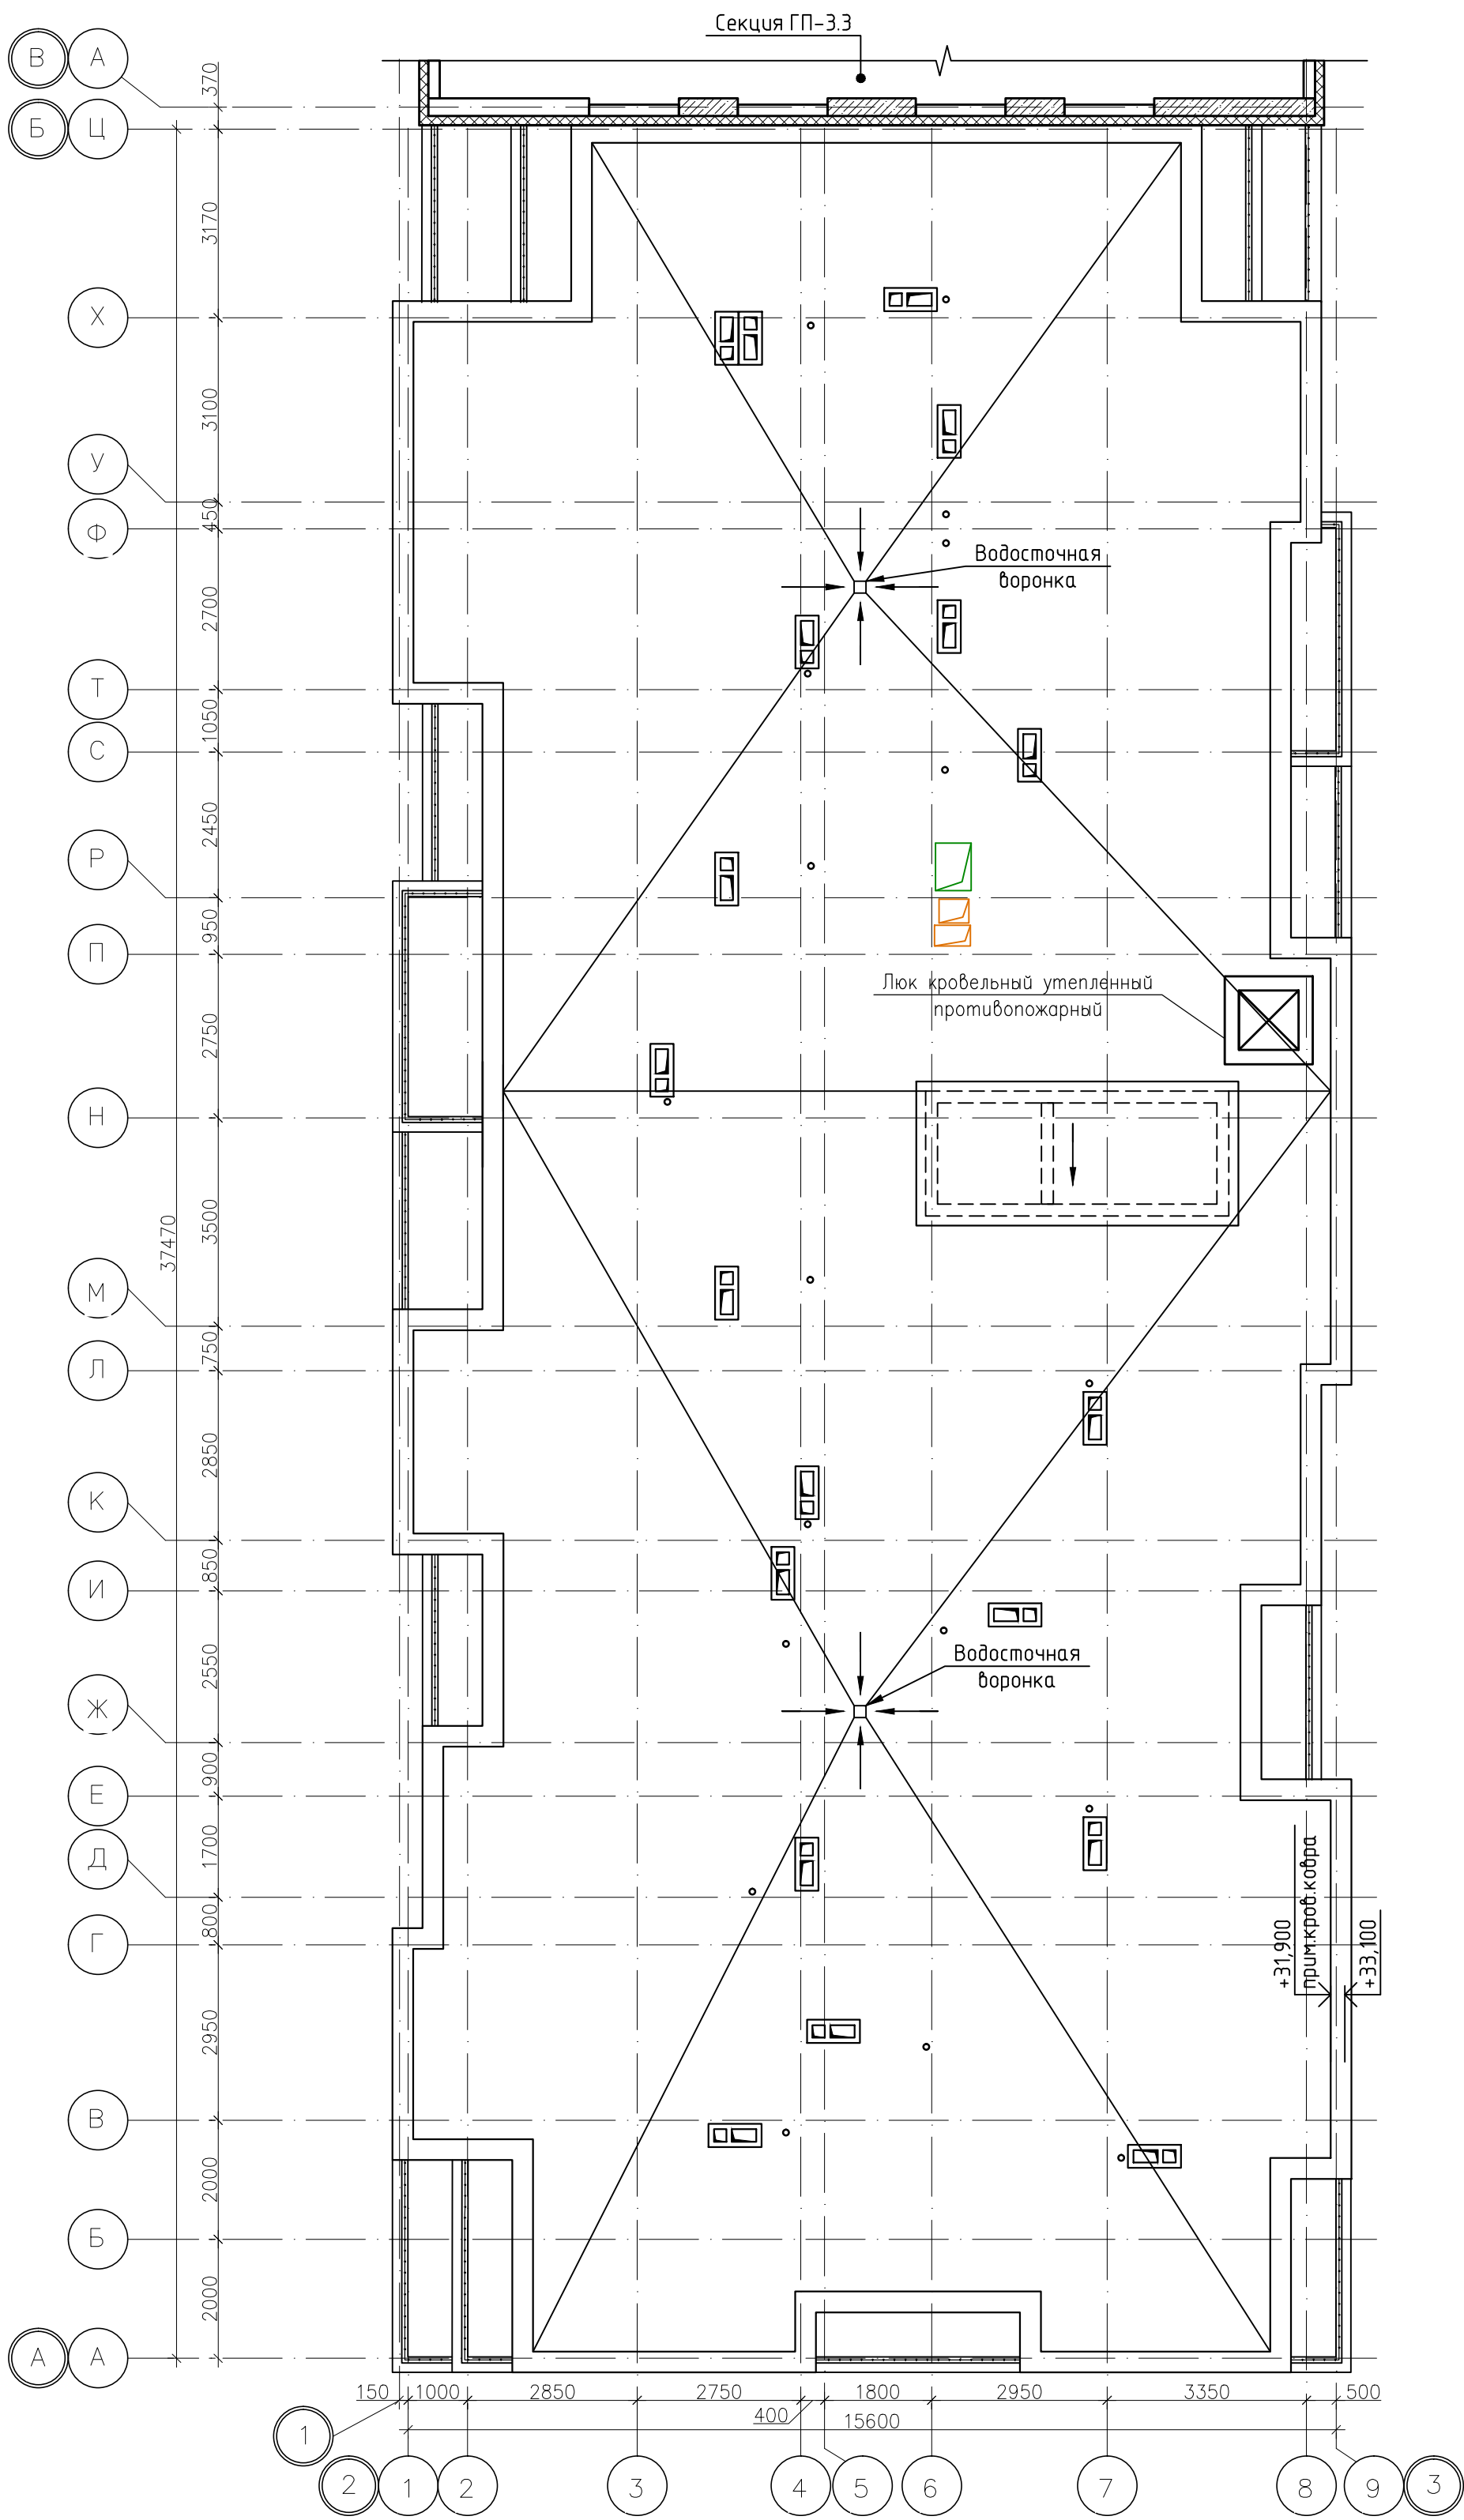 Секция ГП-3.3
В
А
370
Б
Ц
3170
Х
3100
У
450
Ф
Водосточная
воронка
2700
Т
1050
С
2450
Р
950
П
Люк кровельный утепленный
противопожарный
2750
Н
3500
37470
М
750
Л
2850
К
850
И
2550
Водосточная
воронка
Ж
900
Е
1700
Д
800
Г
+31,900
прим.кров.ковра
+33,100
2950
В
2000
Б
2000
А
А
150
1000
2850
2750
400
1800
2950
3350
500
15600
1
2
1
2
3
4
5
6
7
8
9
3